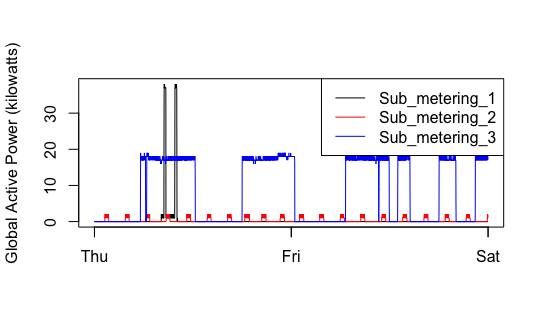 Global Active Power (kilowatts)
30
20
10
0
Sub_metering_1
Sub_metering_2
Sub_metering_3
Thu
Fri
Sat